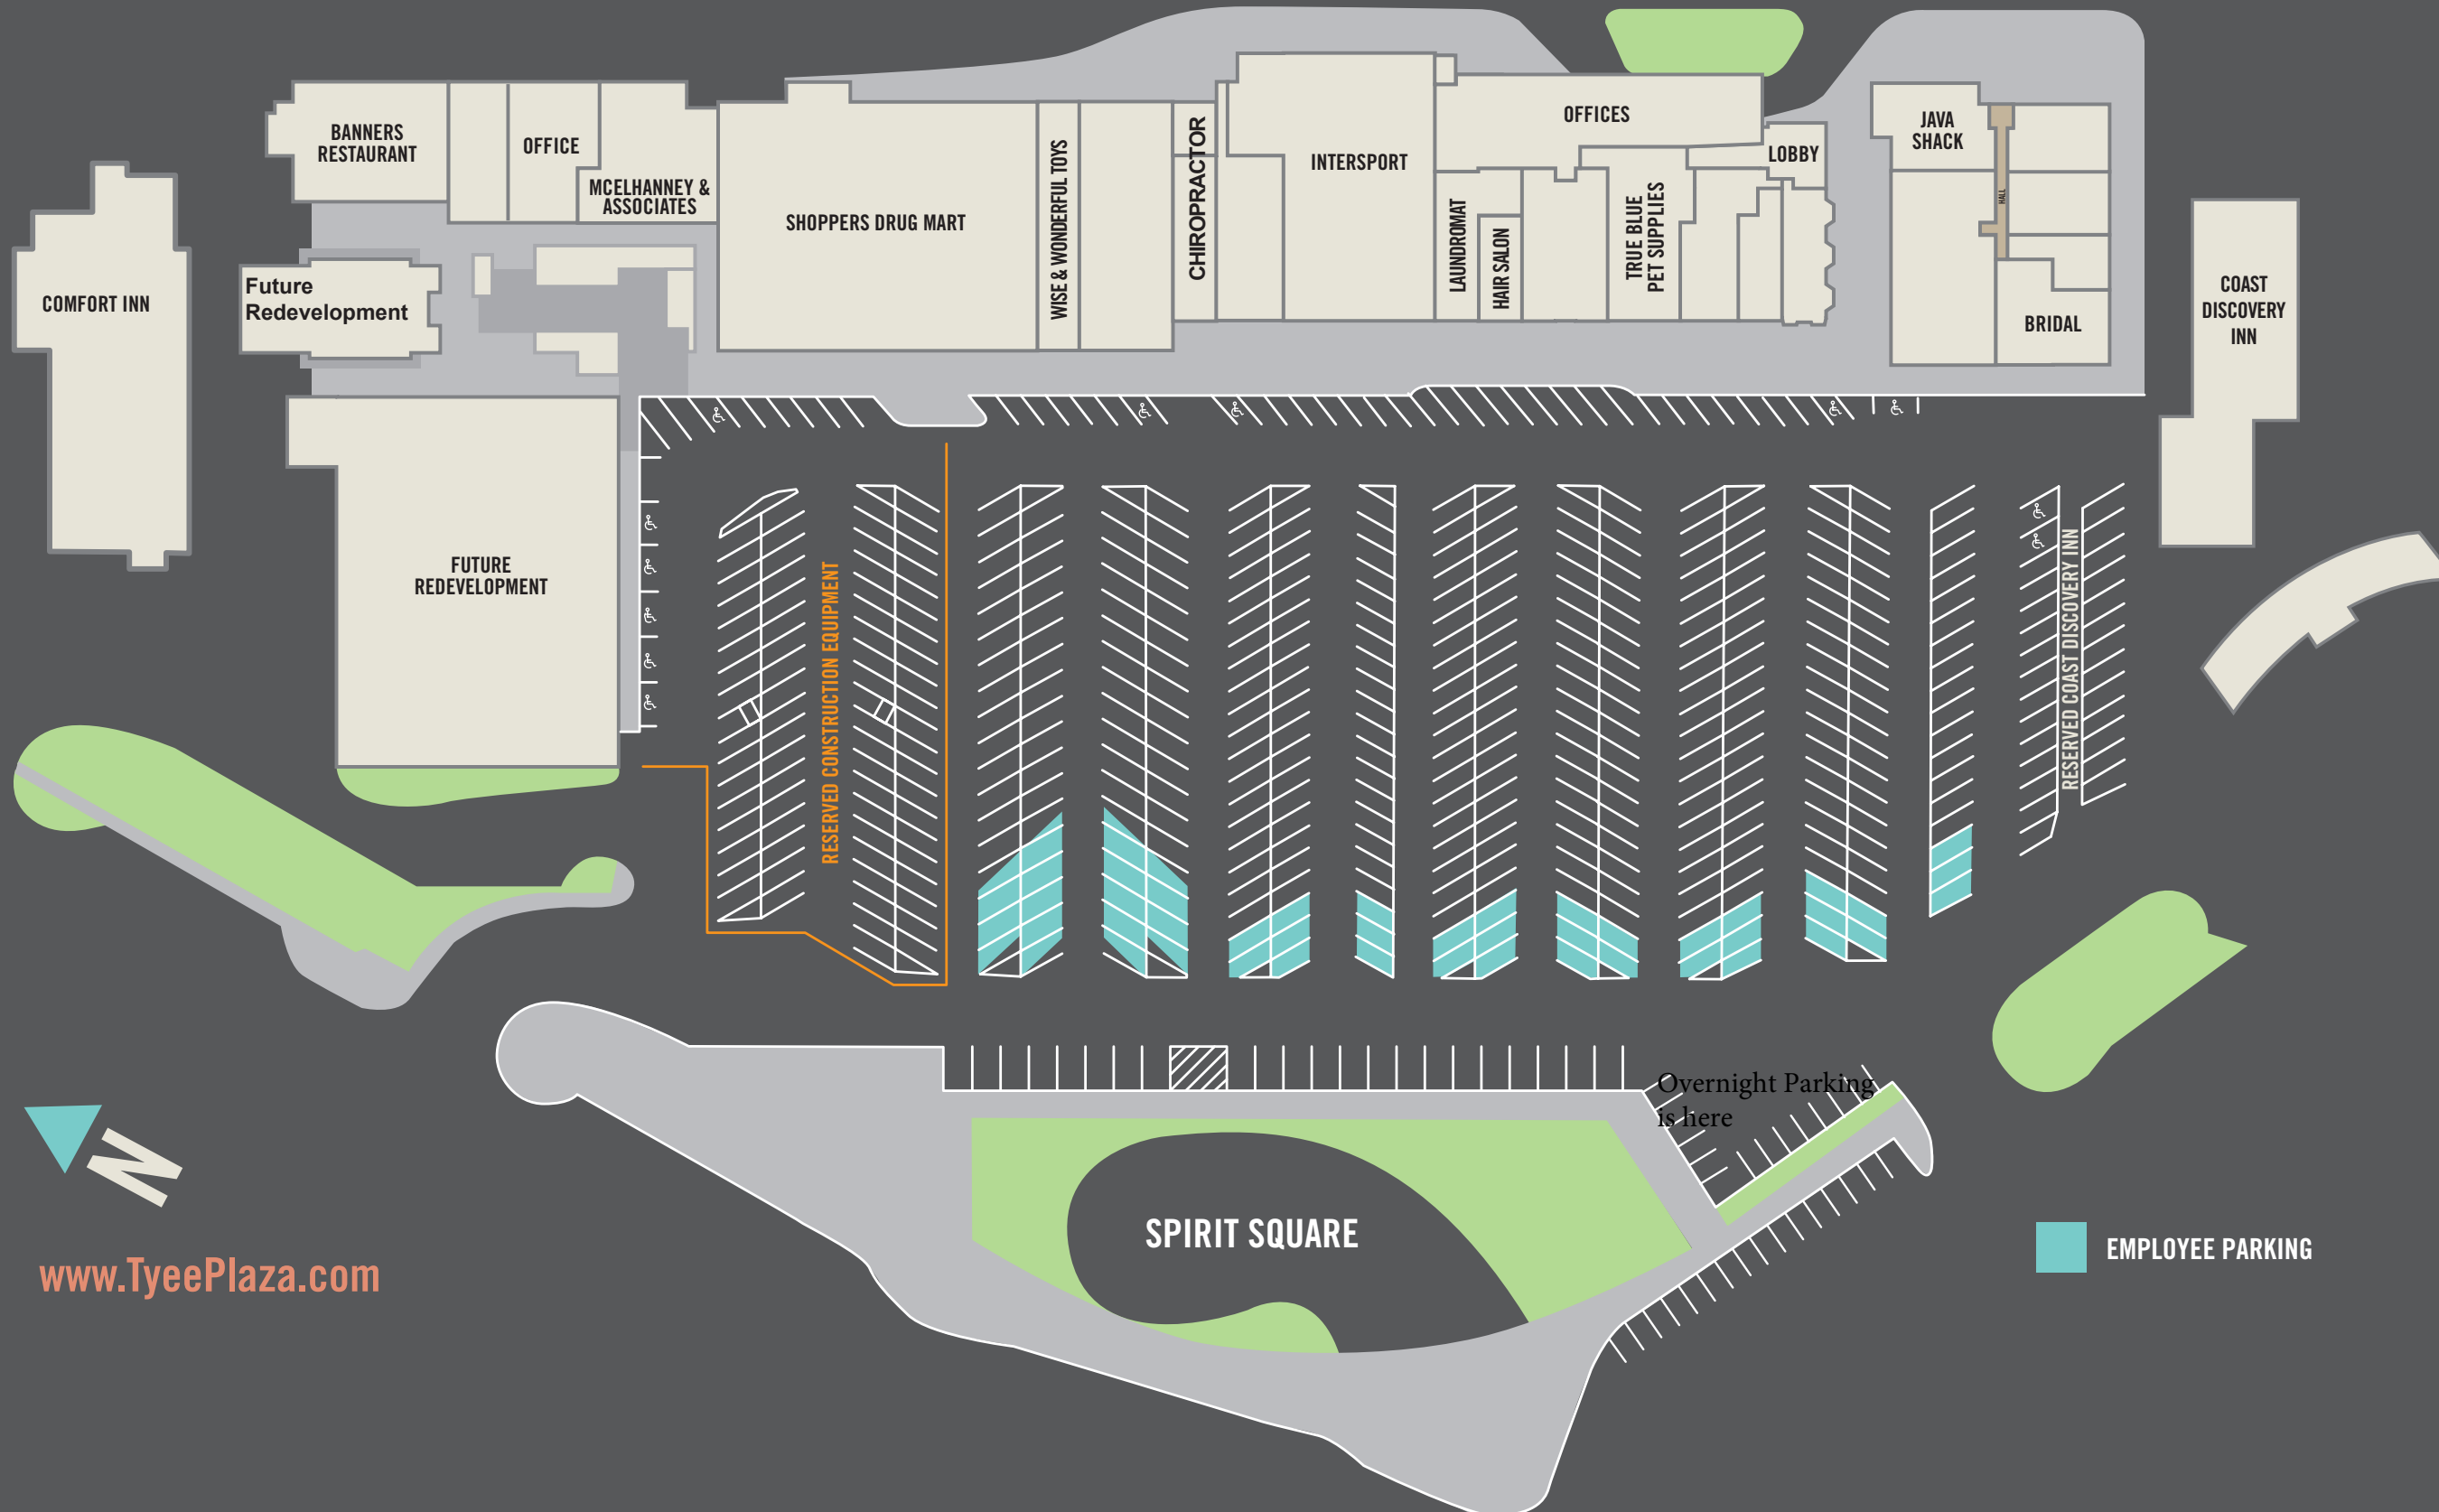 BANNERS
RESTAURANT
OFFICE
MCELHANNEY &
ASSOCIATES
SHOPPERS DRUG MART
WISE & WONDERFUL TOYS
CHIROPRACTOR
INTERSPORT
OFFICES
LOBBY
LAUNDROMAT
HAIR SALON
TRUE BLUE
PET SUPPLIES
JAVA
SHACK
HALL
BRIDAL
COAST
DISCOVERY
INN
COMFORT INN
Future
Redevelopment
FUTURE
REDEVELOPMENT
RESERVED CONSTRUCTION EQUIPMENT
RESERVED COAST DISCOVERY INN
Overnight Parking
is here
N
SPIRIT SQUARE
EMPLOYEE PARKING
www.TyeePlaza.com